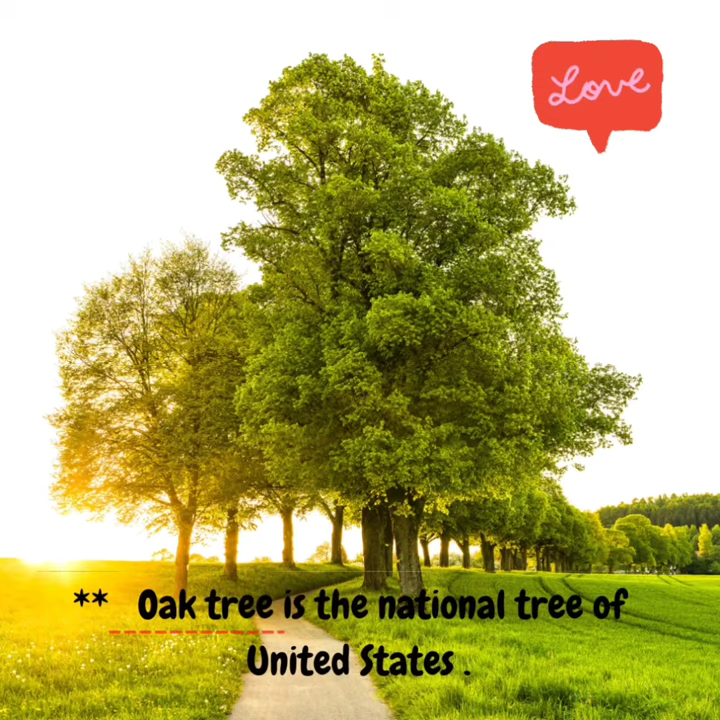 Love
** Oak tree is the national tree of
United States .